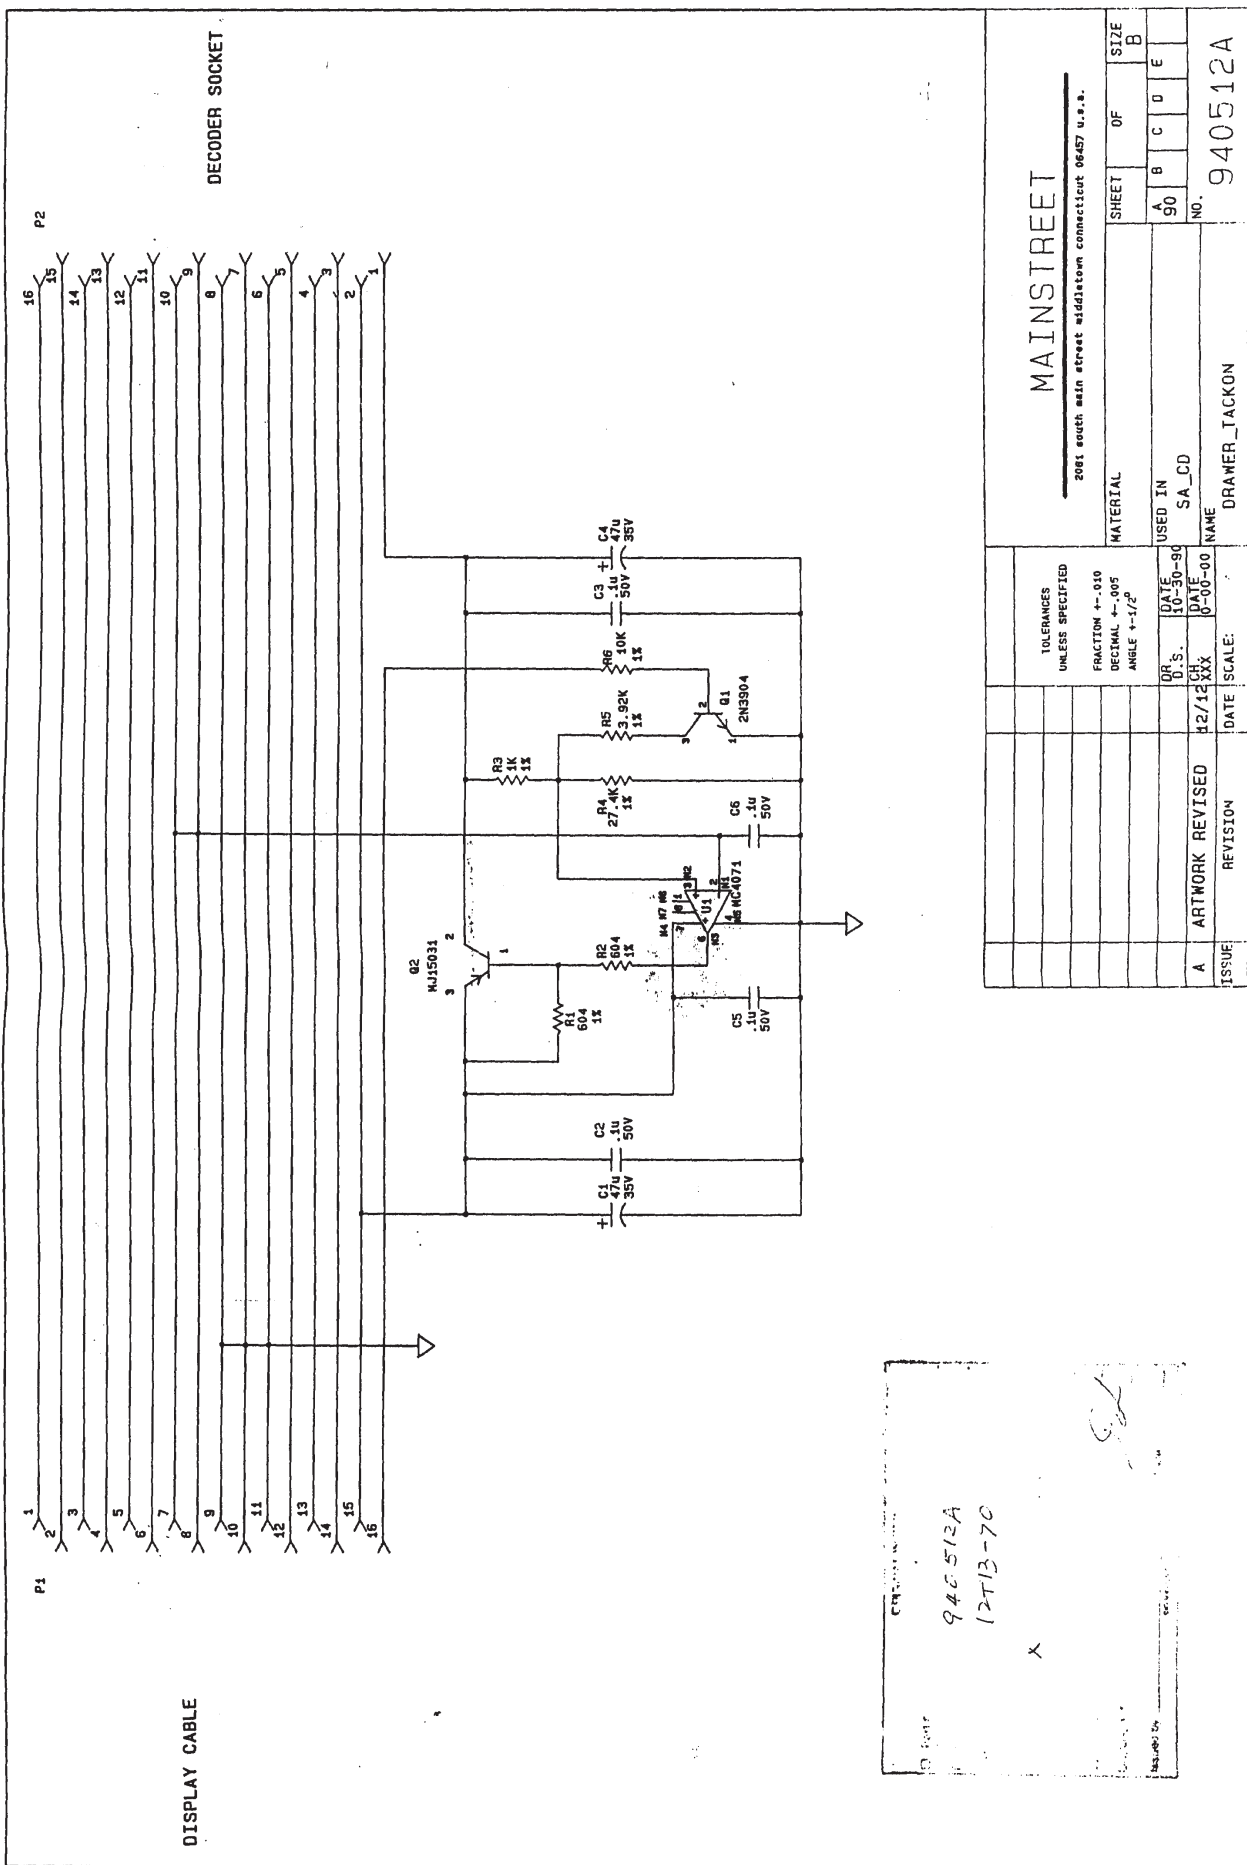 DISPLAY CABLE
DECODER SOCKET
P1
1
2
3
4
5
6
7
8
9
10
11
12
13
14
15
16
P2
16
15
14
13
12
11
10
9
8
7
6
5
4
3
2
1
Q2
MJ15031
3
2
1
R1
604
1%
R2
604
1%
R3
1K
1%
R4
27.4K
1%
R5
3.92K
1%
R6
10K
1%
Q1
2N3904
3
2
1
C1
47u
35V
C2
.1u
50V
C3
.1u
50V
C4
47u
35V
C5
.1u
50V
C6
.1u
50V
U1
MC4071
940512A
MAINSTREET
2081 south main street middletown connecticut 06457 u.s.a.
TOLERANCES
UNLESS SPECIFIED
FRACTION +-.010
DECIMAL +-.005
ANGLE +-1/2°
MATERIAL
SHEET OF
SIZE
B
DR.
D.S.
DATE
10-30-90
USED IN
SA_CD
A B C D E
90
A ARTWORK REVISED 12/12
CH
XXX
DATE
0-00-00
NAME
DRAWER_TACKON
NO.
940512A
ISSUE REVISION DATE SCALE: